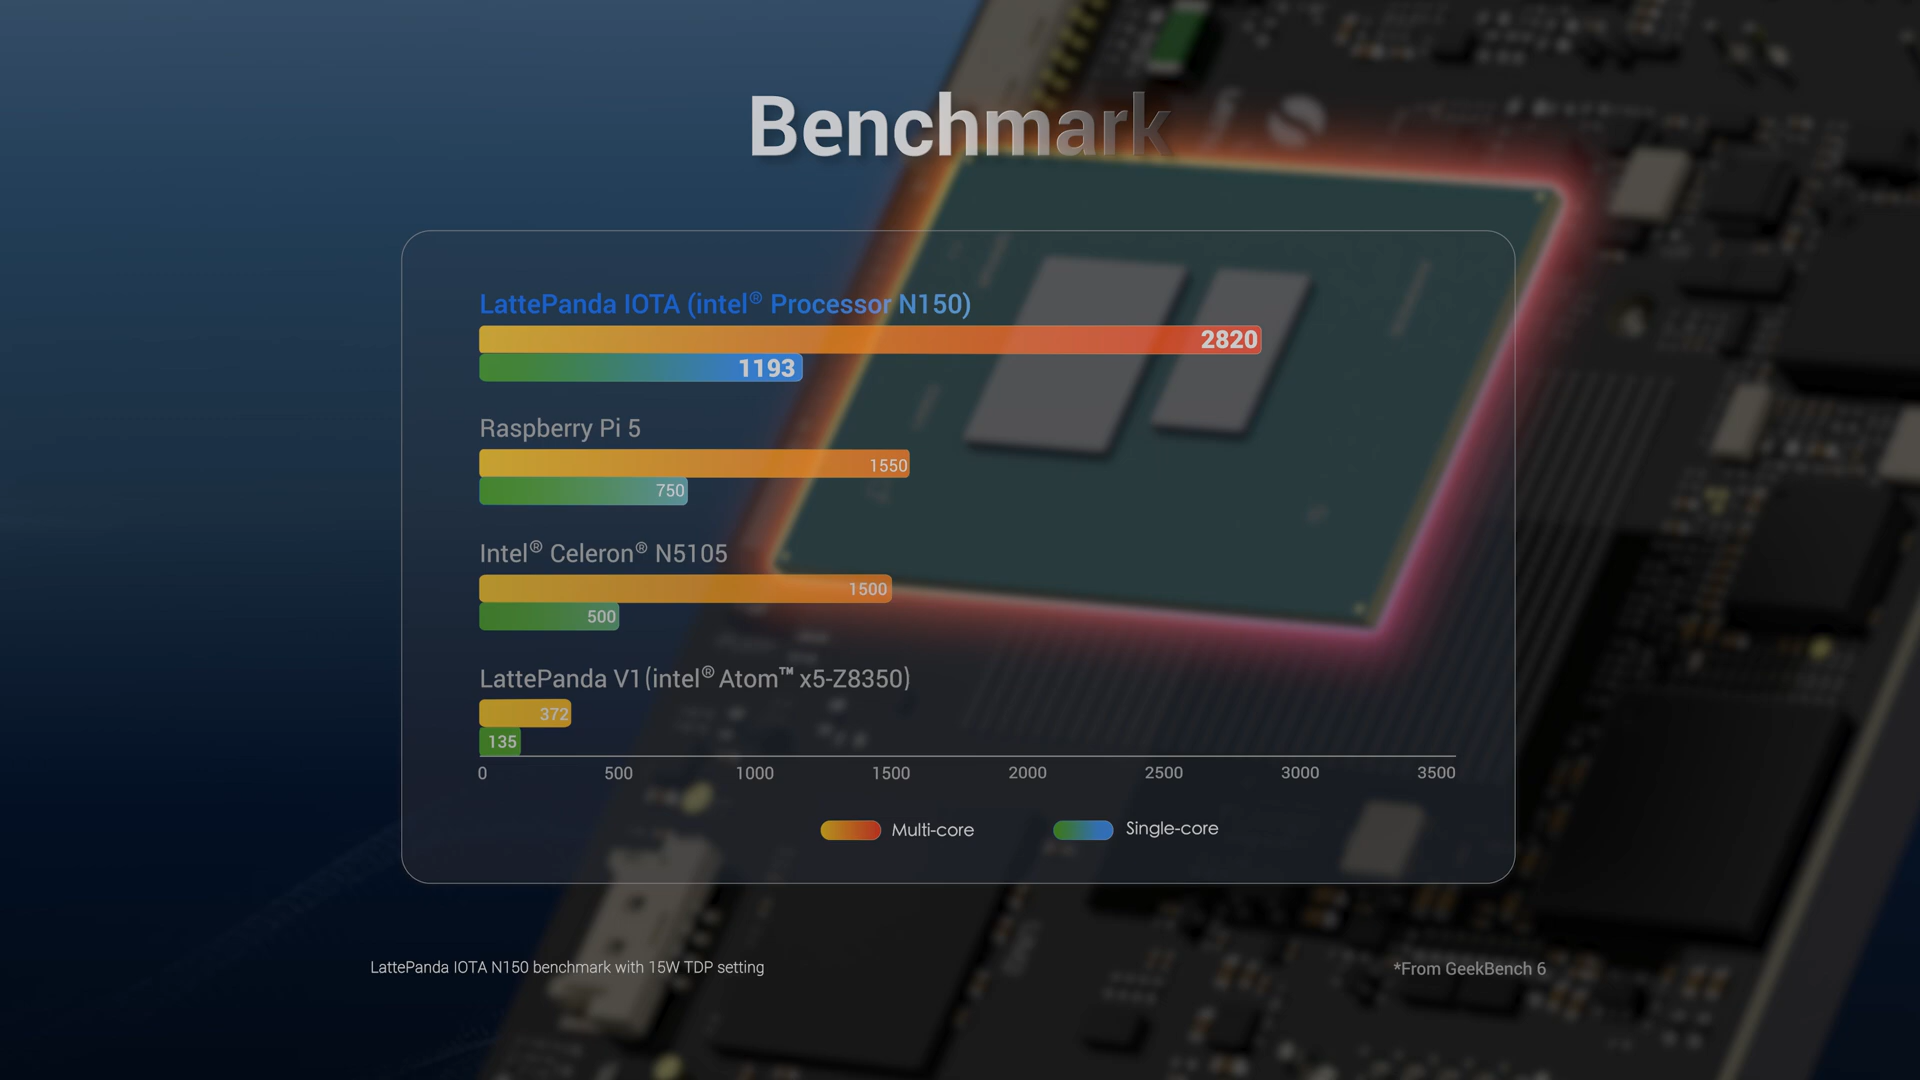 Benchmark
LattePanda IOTA (intel® Processor N150)
2820
1193
Raspberry Pi 5
1550
750
Intel® Celeron® N5105
1500
500
LattePanda V1(intel® Atom™ x5-Z8350)
372
135
0 500 1000 1500 2000 2500 3000 3500
Multi-core Single-core
LattePanda IOTA N150 benchmark with 15W TDP setting
*From GeekBench 6